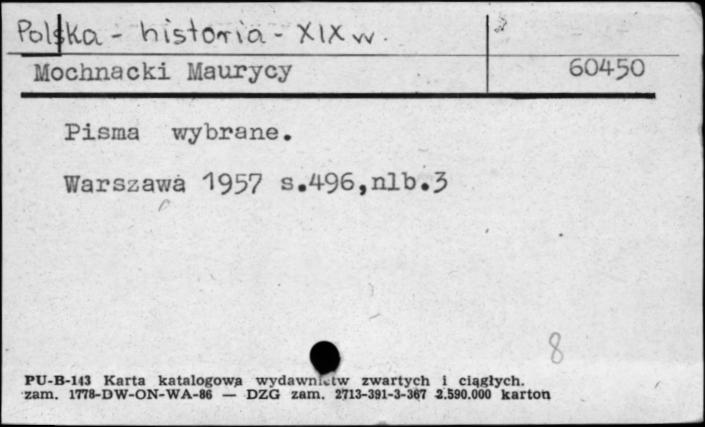 Polska - historia - XIX w.
Mochnacki Maurycy 60450
Pisma wybrane.
Warszawa 1957 s.496,nlb.3
8
PU-B-143 Karta katalogowa wydawnictw zwartych i ciągłych.
zam. 1778-DW-ON-WA-86 — DZG zam. 2713-391-3-367 2.590.000 karton